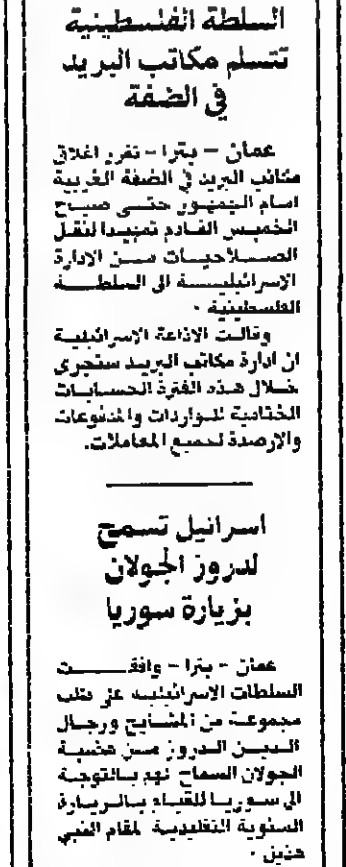 السلطة الفلسطينية
تتسلم مكاتب البريد
في الضفة
عمان – بترا – تقرر اغلاق
مكاتب البريد في الضفة الغربية
امام الجمهور حتى صباح
الخميس القادم تمهيدا لنقل
الصلاحيات من الادارة
الاسرائيلية الى السلطة
الفلسطينية .
وقالت الاذاعة الاسرائيلية
ان ادارة مكاتب البريد ستجري
خلال هذه الفترة الحسابات
الختامية للواردات والمدفوعات
والارصدة لجميع المعاملات.
اسرائيل تسمح
لدروز الجولان
بزيارة سوريا
عمان – بترا – وافقت
السلطات الاسرائيلية على طلب
مجموعة من المشايخ ورجال
الدين الدروز من هضبة
الجولان السماح لهم بالتوجه
الى سوريا للقيام بالزيارة
السنوية التقليدية لمقام النبي